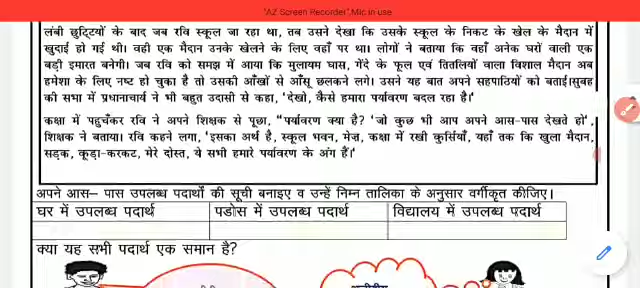 "AZ Screen Recorder",Mic in use
लंबी छुट्टियों के बाद जब रवि स्कूल जा रहा था, तब उसने देखा कि उसके स्कूल के निकट के खेल के मैदान में
खुदाई हो गई थी। वही एक मैदान उनके खेलने के लिए वहाँ पर था। लोगों ने बताया कि वहाँ अनेक घरों वाली एक
बड़ी इमारत बनेगी। जब रवि को समझ में आया कि मुलायम घास, गेंदे के फूल एवं तितलियों वाला विशाल मैदान अब
हमेशा के लिए नष्ट हो चुका है तो उसकी आँखों से आँसू छलकने लगे। उसने यह बात अपने सहपाठियों को बताई।सुबह
की सभा में प्रधानाचार्य ने भी बहुत उदासी से कहा, 'देखो, कैसे हमारा पर्यावरण बदल रहा है।'
कक्षा में पहुँचकर रवि ने अपने शिक्षक से पूछा, "पर्यावरण क्या है? 'जो कुछ भी आप अपने आस-पास देखते हो',
शिक्षक ने बताया। रवि कहने लगा, 'इसका अर्थ है, स्कूल भवन, मेज़, कक्षा में रखी कुर्सियाँ, यहाँ तक कि खुला मैदान,
सड़क, कूड़ा-करकट, मेरे दोस्त, ये सभी हमारे पर्यावरण के अंग हैं।'
अपने आस– पास उपलब्ध पदार्थों की सूची बनाइए व उन्हें निम्न तालिका के अनुसार वर्गीकृत कीजिए।
घर में उपलब्ध पदार्थ पडोस में उपलब्ध पदार्थ विद्यालय में उपलब्ध पदार्थ
क्या यह सभी पदार्थ एक समान है?